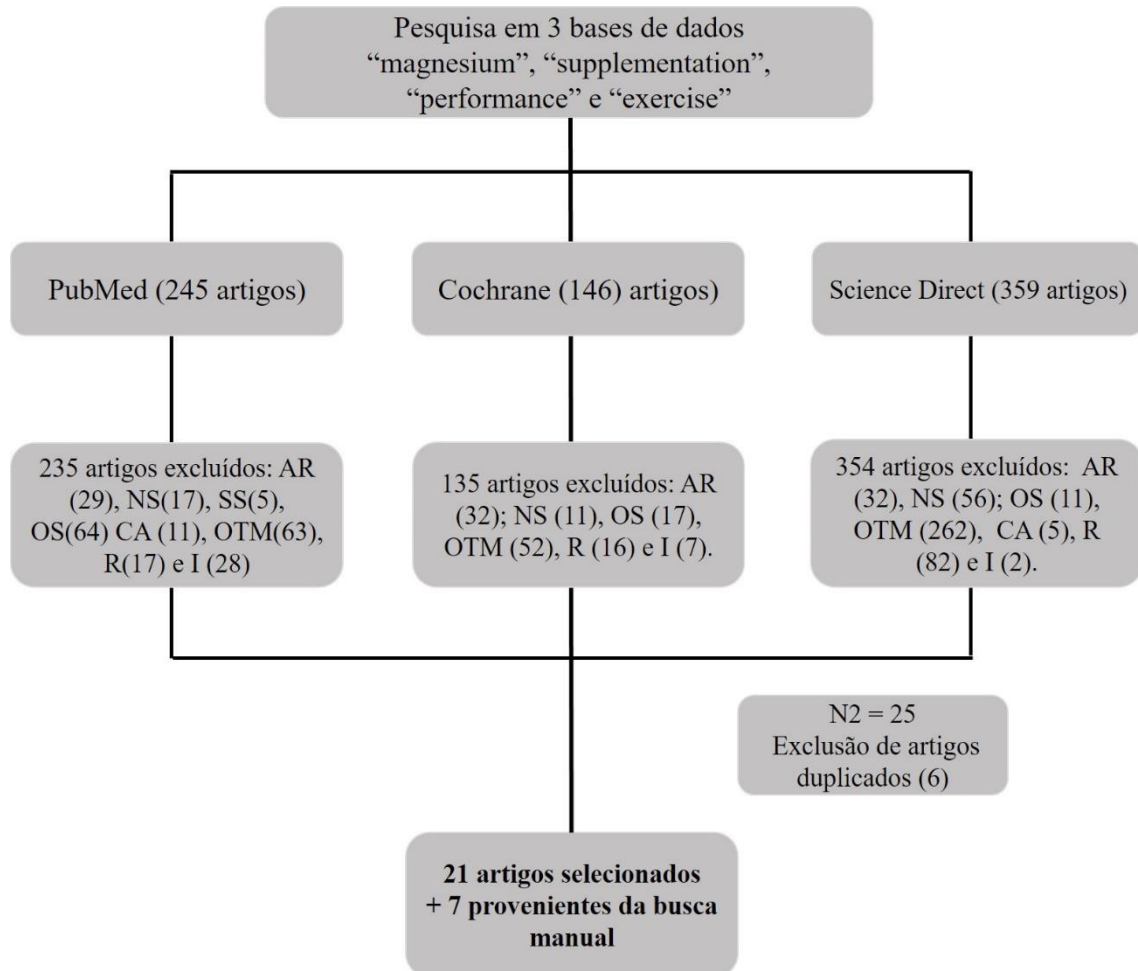 Pesquisa em 3 bases de dados
“magnesium”, “supplementation”,
“performance” e “exercise”
PubMed (245 artigos)
Cochrane (146) artigos)
Science Direct (359 artigos)
235 artigos excluídos: AR
(29), NS(17), SS(5),
OS(64) CA (11), OTM(63),
R(17) e I (28)
135 artigos excluídos: AR
(32); NS (11), OS (17),
OTM (52), R (16) e I (7).
354 artigos excluídos: AR
(32), NS (56); OS (11),
OTM (262), CA (5), R
(82) e I (2).
N2 = 25
Exclusão de artigos
duplicados (6)
21 artigos selecionados
+ 7 provenientes da busca
manual